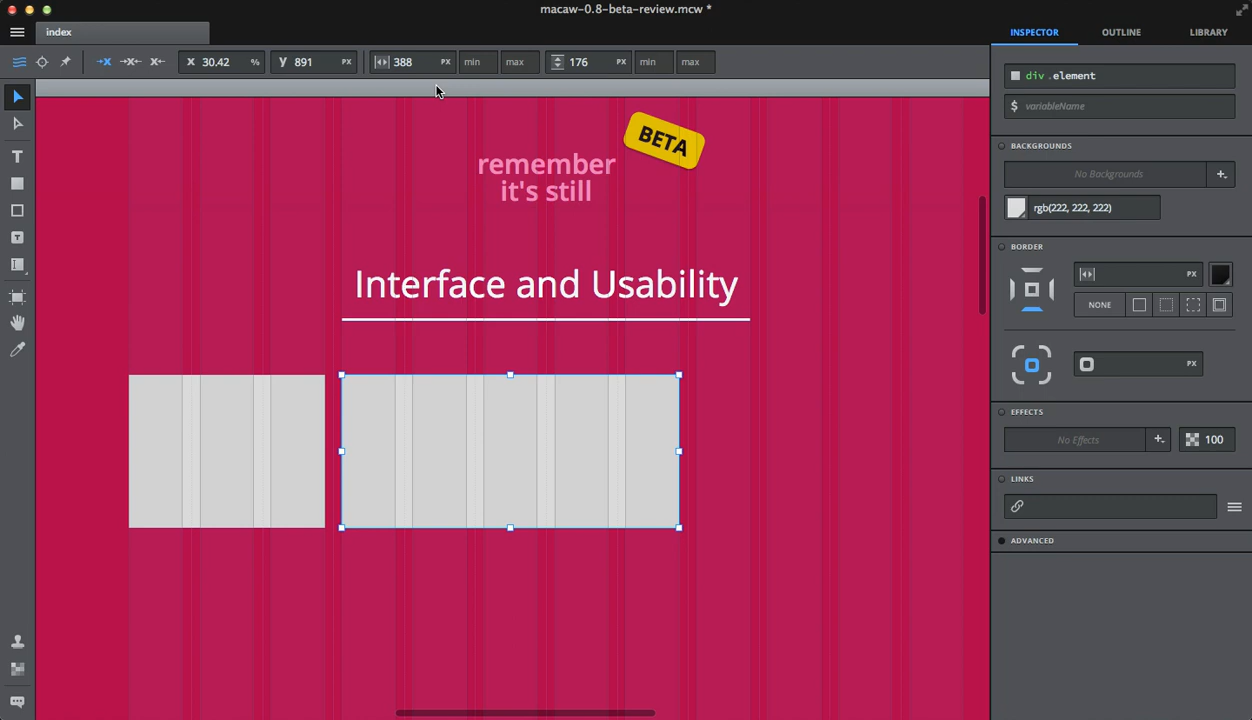 macaw-0.8-beta-review.mcw *
index
INSPECTOR
OUTLINE
LIBRARY
X 30.42 %
Y 891 PX
388 PX
min
max
176 PX
min
max
div .element
$ variableName
BACKGROUNDS
No Backgrounds
rgb(222, 222, 222)
BORDER
PX
NONE
PX
EFFECTS
No Effects
100
LINKS
ADVANCED
BETA
remember
it's still
Interface and Usability
T
T